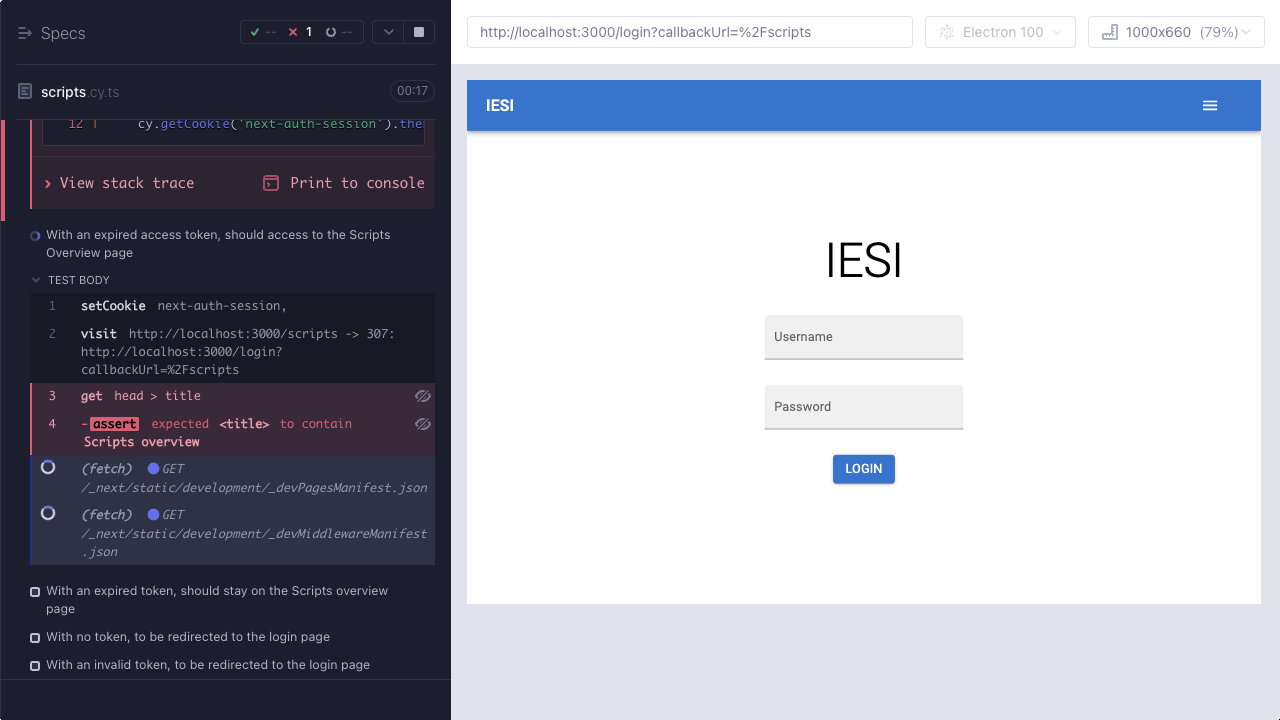 Specs
-- 1 --
scripts.cy.ts
00:17
12 | cy.getCookie('next-auth-session').the
View stack trace
Print to console
With an expired access token, should access to the Scripts
Overview page
TEST BODY
1 setCookie next-auth-session,
2 visit http://localhost:3000/scripts -> 307:
http://localhost:3000/login?
callbackUrl=%2Fscripts
3 get head > title
4 -assert expected <title> to contain
Scripts overview
(fetch) GET
/_next/static/development/_devPagesManifest.json
(fetch) GET
/_next/static/development/_devMiddlewareManifest
.json
With an expired token, should stay on the Scripts overview
page
With no token, to be redirected to the login page
With an invalid token, to be redirected to the login page
http://localhost:3000/login?callbackUrl=%2Fscripts
Electron 100
1000x660 (79%)
IESI
IESI
Username
Password
LOGIN